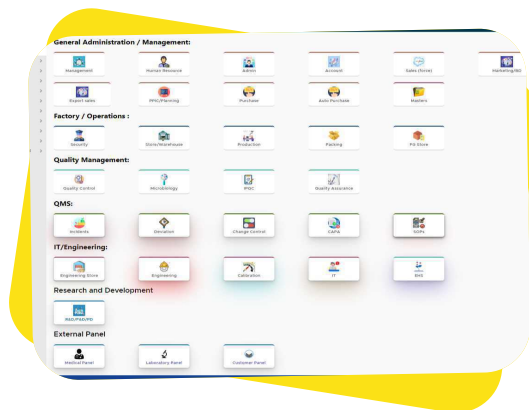 General Administration / Management:
Management Human Resource Admin Account Sales (Force) Marketing/BD
Export sales PPIC/Planning Purchase Auto Purchase Masters
Factory / Operations :
Security Store/Warehouse Production Packing FG Store
Quality Management:
Quality Control Microbiology IPQC Quality Assurance
QMS:
Incidents Deviation Change Control CAPA SOPs
IT/Engineering:
Engineering Store Engineering Calibration IT EHS
Research and Development
External Panel
Medical Panel Laboratory Panel Customer Panel